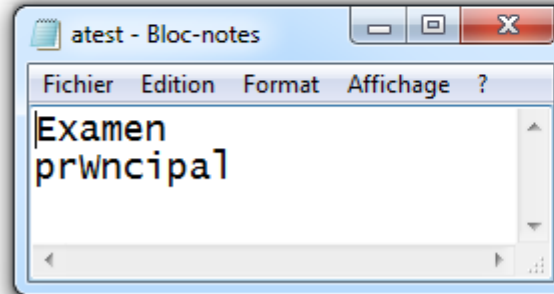 atest - Bloc-notes
Fichier Edition Format Affichage ?
Examen
prWncipal